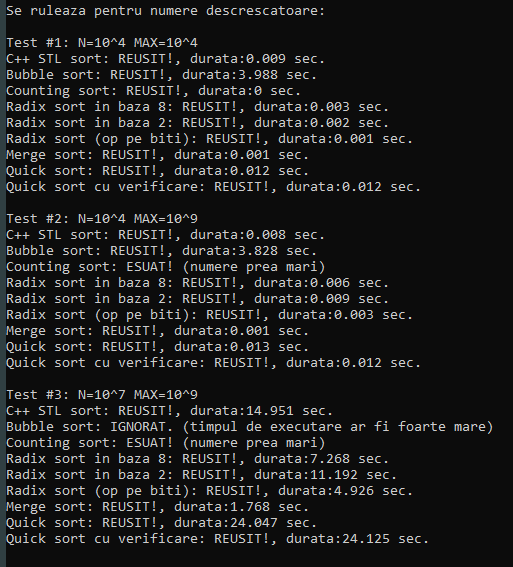 Se ruleaza pentru numere descrescatoare:
Test #1: N=10^4 MAX=10^4
C++ STL sort: REUSIT!, durata:0.009 sec.
Bubble sort: REUSIT!, durata:3.988 sec.
Counting sort: REUSIT!, durata:0 sec.
Radix sort in baza 8: REUSIT!, durata:0.003 sec.
Radix sort in baza 2: REUSIT!, durata:0.002 sec.
Radix sort (op pe biti): REUSIT!, durata:0.001 sec.
Merge sort: REUSIT!, durata:0.001 sec.
Quick sort: REUSIT!, durata:0.012 sec.
Quick sort cu verificare: REUSIT!, durata:0.012 sec.
Test #2: N=10^4 MAX=10^9
C++ STL sort: REUSIT!, durata:0.008 sec.
Bubble sort: REUSIT!, durata:3.828 sec.
Counting sort: ESUAT! (numere prea mari)
Radix sort in baza 8: REUSIT!, durata:0.006 sec.
Radix sort in baza 2: REUSIT!, durata:0.009 sec.
Radix sort (op pe biti): REUSIT!, durata:0.003 sec.
Merge sort: REUSIT!, durata:0.001 sec.
Quick sort: REUSIT!, durata:0.013 sec.
Quick sort cu verificare: REUSIT!, durata:0.012 sec.
Test #3: N=10^7 MAX=10^9
C++ STL sort: REUSIT!, durata:14.951 sec.
Bubble sort: IGNORAT. (timpul de executare ar fi foarte mare)
Counting sort: ESUAT! (numere prea mari)
Radix sort in baza 8: REUSIT!, durata:7.268 sec.
Radix sort in baza 2: REUSIT!, durata:11.192 sec.
Radix sort (op pe biti): REUSIT!, durata:4.926 sec.
Merge sort: REUSIT!, durata:1.768 sec.
Quick sort: REUSIT!, durata:24.047 sec.
Quick sort cu verificare: REUSIT!, durata:24.125 sec.